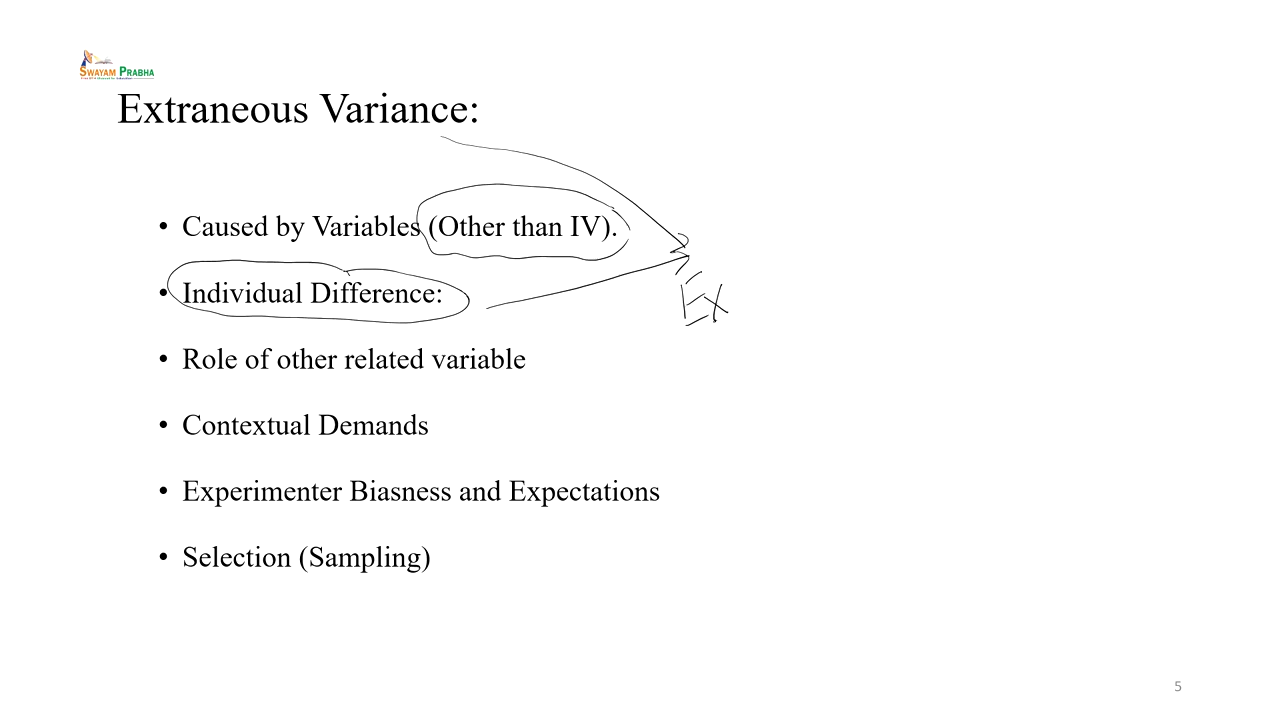 SWAYAM PRABHA
Extraneous Variance:
• Caused by Variables (Other than IV).
• Individual Difference:
Ex
• Role of other related variable
• Contextual Demands
• Experimenter Biasness and Expectations
• Selection (Sampling)
5